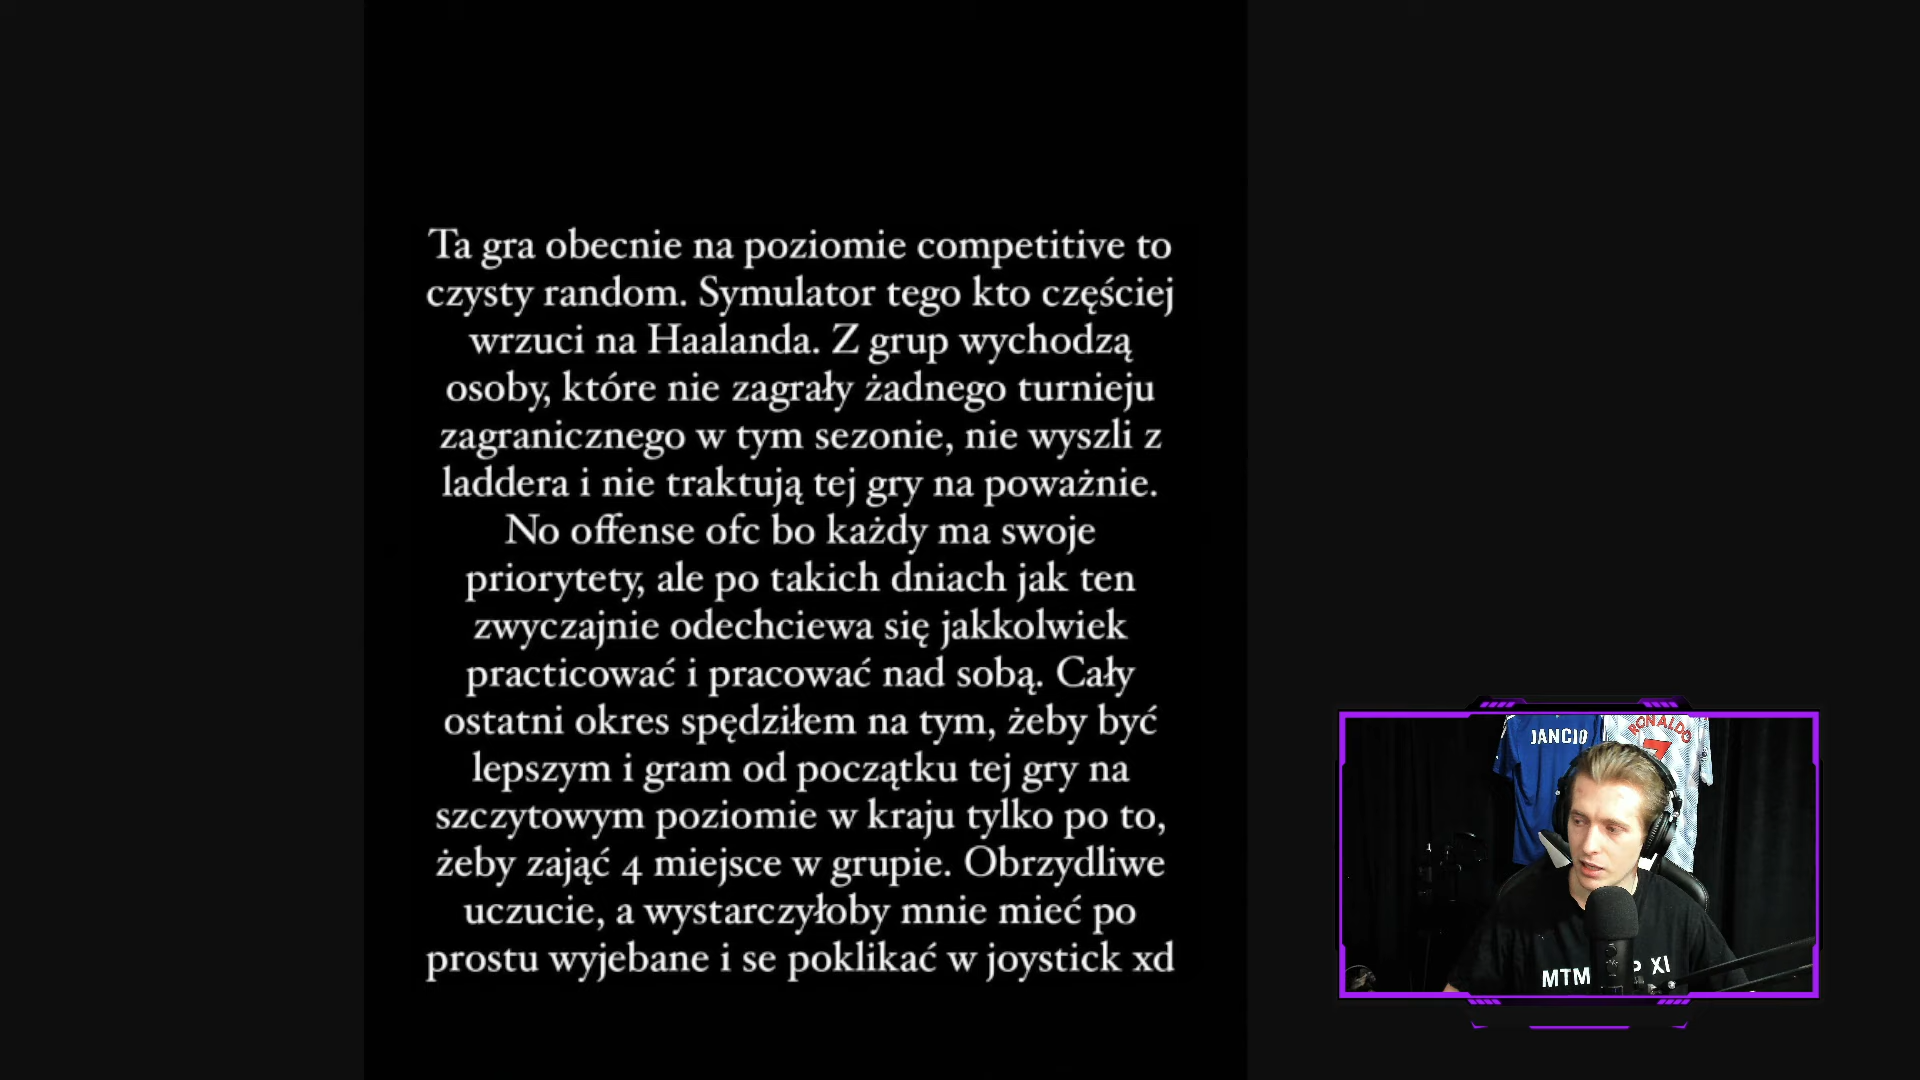 Ta gra obecnie na poziomie competitive to
czysty random. Symulator tego kto częściej
wrzuci na Haalanda. Z grup wychodzą
osoby, które nie zagrały żadnego turnieju
zagranicznego w tym sezonie, nie wyszli z
laddera i nie traktują tej gry na poważnie.
No offense ofc bo każdy ma swoje
priorytety, ale po takich dniach jak ten
zwyczajnie odechciewa się jakkolwiek
practicować i pracować nad sobą. Cały
ostatni okres spędziłem na tym, żeby być
lepszym i gram od początku tej gry na
szczytowym poziomie w kraju tylko po to,
żeby zająć 4 miejsce w grupie. Obrzydliwe
uczucie, a wystarczyłoby mnie mieć po
prostu wyjebane i se poklikać w joystick xd
JANCIO
RONALDO
7
MTM
P XI